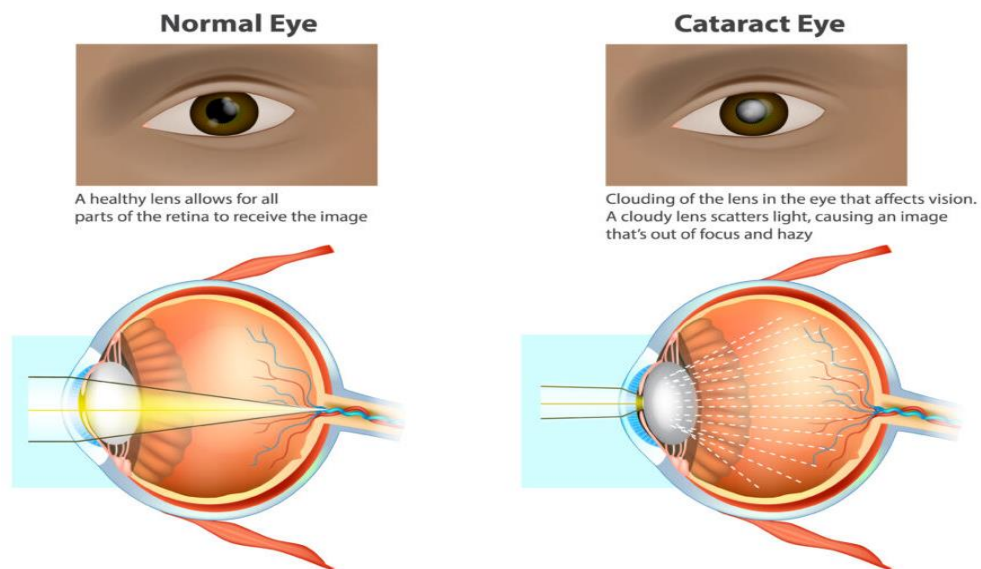 Normal Eye
A healthy lens allows for all
parts of the retina to receive the image
Cataract Eye
Clouding of the lens in the eye that affects vision.
A cloudy lens scatters light, causing an image
that's out of focus and hazy